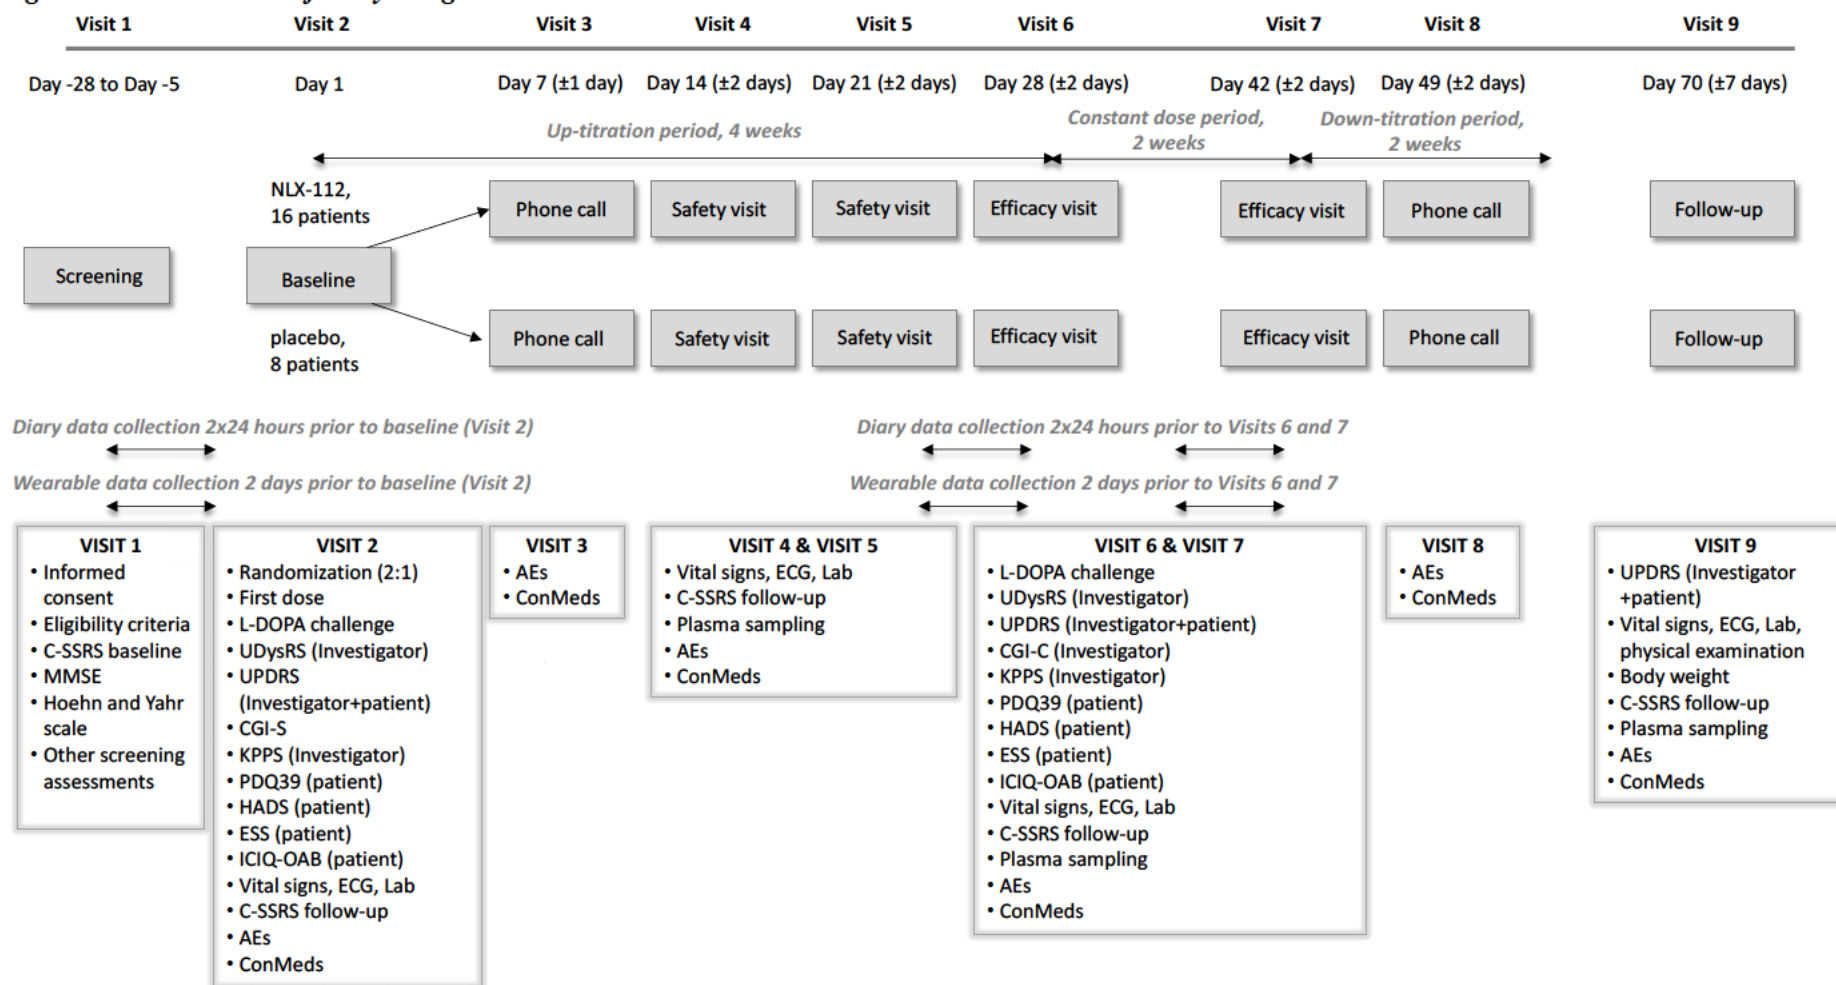 Visit 1 Visit 2 Visit 3 Visit 4 Visit 5 Visit 6 Visit 7 Visit 8 Visit 9
Day -28 to Day -5 Day 1 Day 7 (±1 day) Day 14 (±2 days) Day 21 (±2 days) Day 28 (±2 days) Day 42 (±2 days) Day 49 (±2 days) Day 70 (±7 days)
Up-titration period, 4 weeks
Constant dose period,
2 weeks
Down-titration period,
2 weeks
NLX-112,
16 patients
Phone call Safety visit Safety visit Efficacy visit Efficacy visit Phone call Follow-up
Screening Baseline
placebo,
8 patients
Phone call Safety visit Safety visit Efficacy visit Efficacy visit Phone call Follow-up
Diary data collection 2x24 hours prior to baseline (Visit 2)
Diary data collection 2x24 hours prior to Visits 6 and 7
Wearable data collection 2 days prior to baseline (Visit 2)
Wearable data collection 2 days prior to Visits 6 and 7
VISIT 1
• Informed
consent
• Eligibility criteria
• C-SSRS baseline
• MMSE
• Hoehn and Yahr
scale
• Other screening
assessments
VISIT 2
• Randomization (2:1)
• First dose
• L-DOPA challenge
• UDysRS (Investigator)
• UPDRS
(Investigator+patient)
• CGI-S
• KPPS (Investigator)
• PDQ39 (patient)
• HADS (patient)
• ESS (patient)
• ICIQ-OAB (patient)
• Vital signs, ECG, Lab
• C-SSRS follow-up
• AEs
• ConMeds
VISIT 3
• AEs
• ConMeds
VISIT 4 & VISIT 5
• Vital signs, ECG, Lab
• C-SSRS follow-up
• Plasma sampling
• AEs
• ConMeds
VISIT 6 & VISIT 7
• L-DOPA challenge
• UDysRS (Investigator)
• UPDRS (Investigator+patient)
• CGI-C (Investigator)
• KPPS (Investigator)
• PDQ39 (patient)
• HADS (patient)
• ESS (patient)
• ICIQ-OAB (patient)
• Vital signs, ECG, Lab
• C-SSRS follow-up
• Plasma sampling
• AEs
• ConMeds
VISIT 8
• AEs
• ConMeds
VISIT 9
• UPDRS (Investigator
+patient)
• Vital signs, ECG, Lab,
physical examination
• Body weight
• C-SSRS follow-up
• Plasma sampling
• AEs
• ConMeds